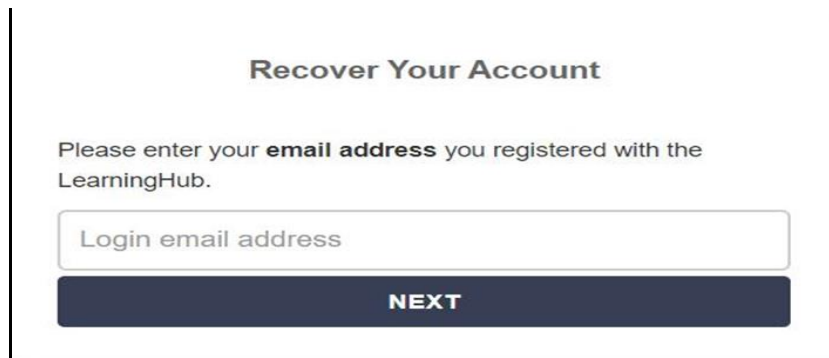 Recover Your Account
Please enter your email address you registered with the
LearningHub.
Login email address
NEXT